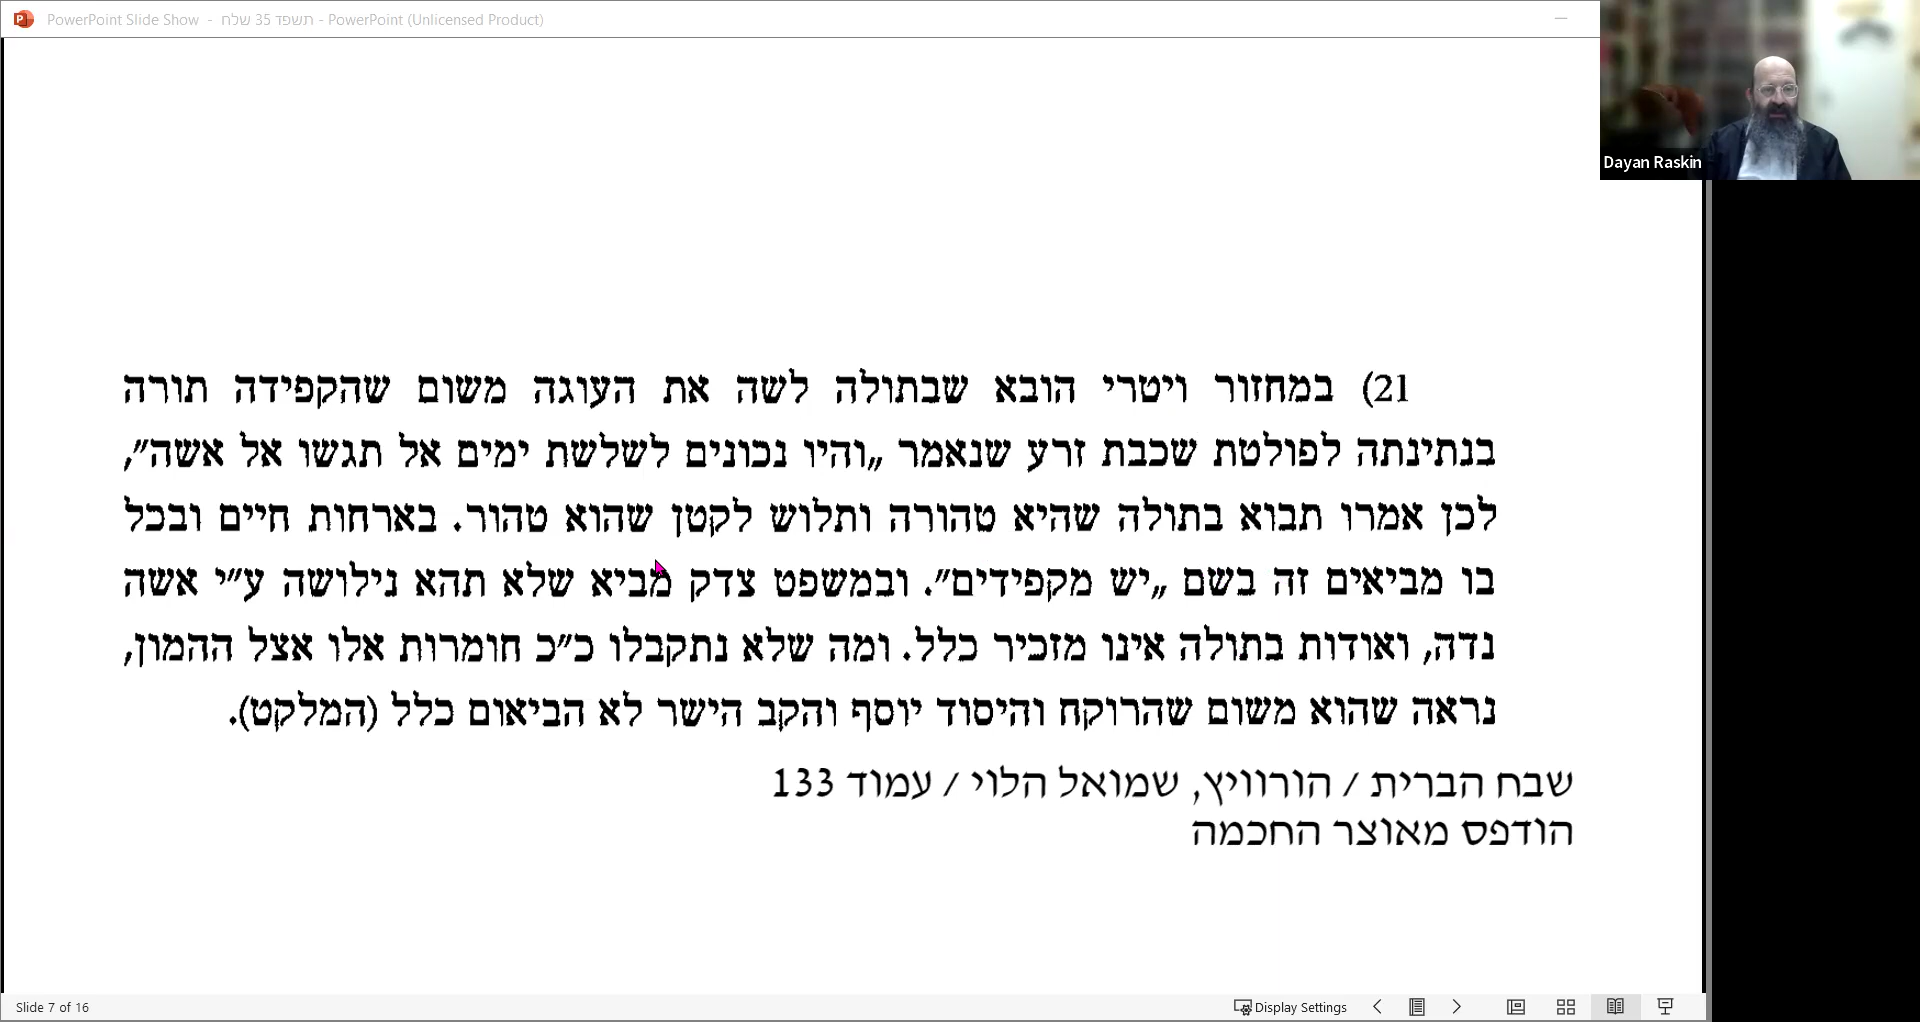 PowerPoint Slide Show - תשפד 35 שלח - PowerPoint (Unlicensed Product)
Dayan Raskin
21) במחזור ויטרי הובא שבתולה לשה את העוגה משום שהקפידה תורה
בנתינתה לפולטת שכבת זרע שנאמר „והיו נכונים לשלשת ימים אל תגשו אל אשה”,
לכן אמרו תבוא בתולה שהיא טהורה ותלוש לקטן שהוא טהור. בארחות חיים ובכל
בו מביאים זה בשם „יש מקפידים”. ובמשפט צדק מביא שלא תהא נילושה ע״י אשה
נדה, ואודות בתולה אינו מזכיר כלל. ומה שלא נתקבלו כ״כ חומרות אלו אצל ההמון,
נראה שהוא משום שהרוקח והיסוד יוסף והקב הישר לא הביאום כלל (המלקט).
שבח הברית / הורוויץ, שמואל הלוי / עמוד 133
הודפס מאוצר החכמה
Slide 7 of 16
Display Settings